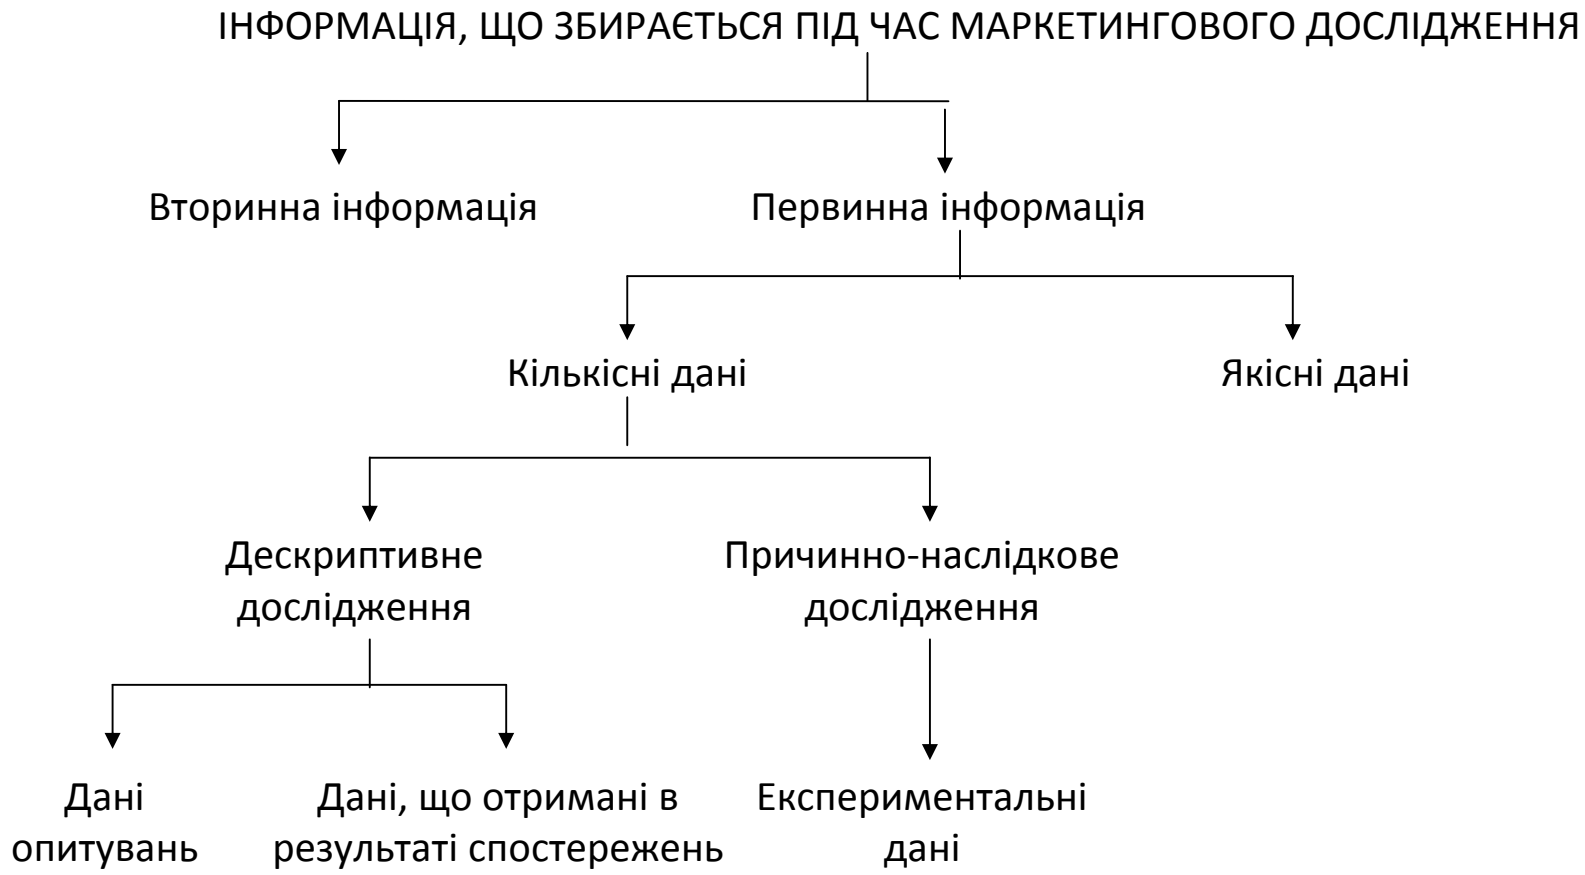 ІНФОРМАЦІЯ, ЩО ЗБИРАЄТЬСЯ ПІД ЧАС МАРКЕТИНГОВОГО ДОСЛІДЖЕННЯ
Вторинна інформація
Первинна інформація
Кількісні дані
Якісні дані
Дескриптивне
дослідження
Причинно-наслідкове
дослідження
Дані
опитувань
Дані, що отримані в
результаті спостережень
Експериментальні
дані